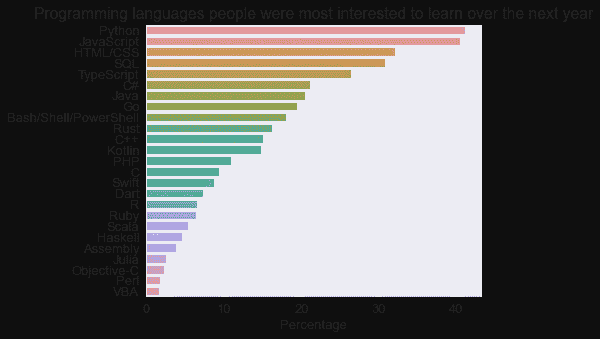 Programming languages people were most interested to learn over the next year
Python
JavaScript
HTML/CSS
SQL
TypeScript
C#
Java
Go
Bash/Shell/PowerShell
Rust
C++
Kotlin
PHP
C
Swift
Dart
R
Ruby
Scala
Haskell
Assembly
Julia
Objective-C
Perl
VBA
0 10 20 30 40
Percentage